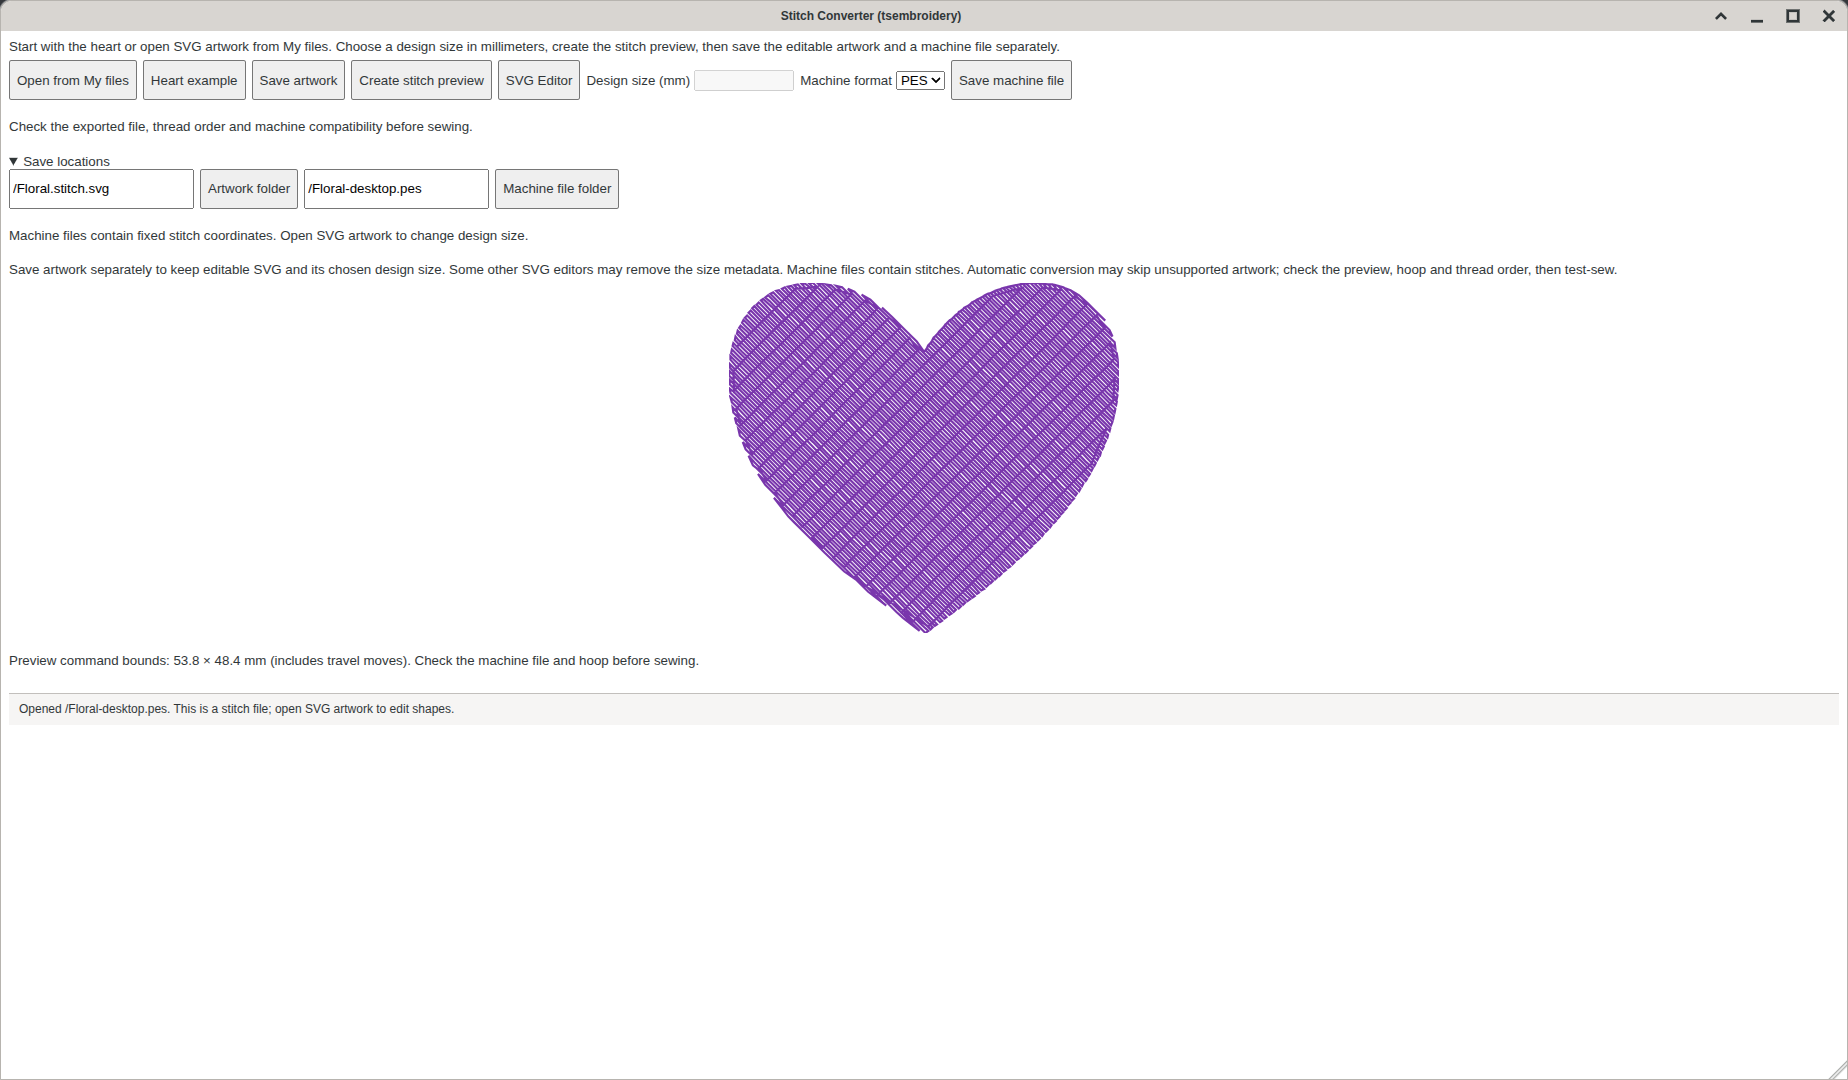 Stitch Converter (tsembroidery)
Start with the heart or open SVG artwork from My files. Choose a design size in millimeters, create the stitch preview, then save the editable artwork and a machine file separately.
Open from My files Heart example Save artwork Create stitch preview SVG Editor Design size (mm) Machine format PES Save machine file
Check the exported file, thread order and machine compatibility before sewing.
Save locations
/Floral.stitch.svg Artwork folder /Floral-desktop.pes Machine file folder
Machine files contain fixed stitch coordinates. Open SVG artwork to change design size.
Save artwork separately to keep editable SVG and its chosen design size. Some other SVG editors may remove the size metadata. Machine files contain stitches. Automatic conversion may skip unsupported artwork; check the preview, hoop and thread order, then test-sew.
Preview command bounds: 53.8 × 48.4 mm (includes travel moves). Check the machine file and hoop before sewing.
Opened /Floral-desktop.pes. This is a stitch file; open SVG artwork to edit shapes.